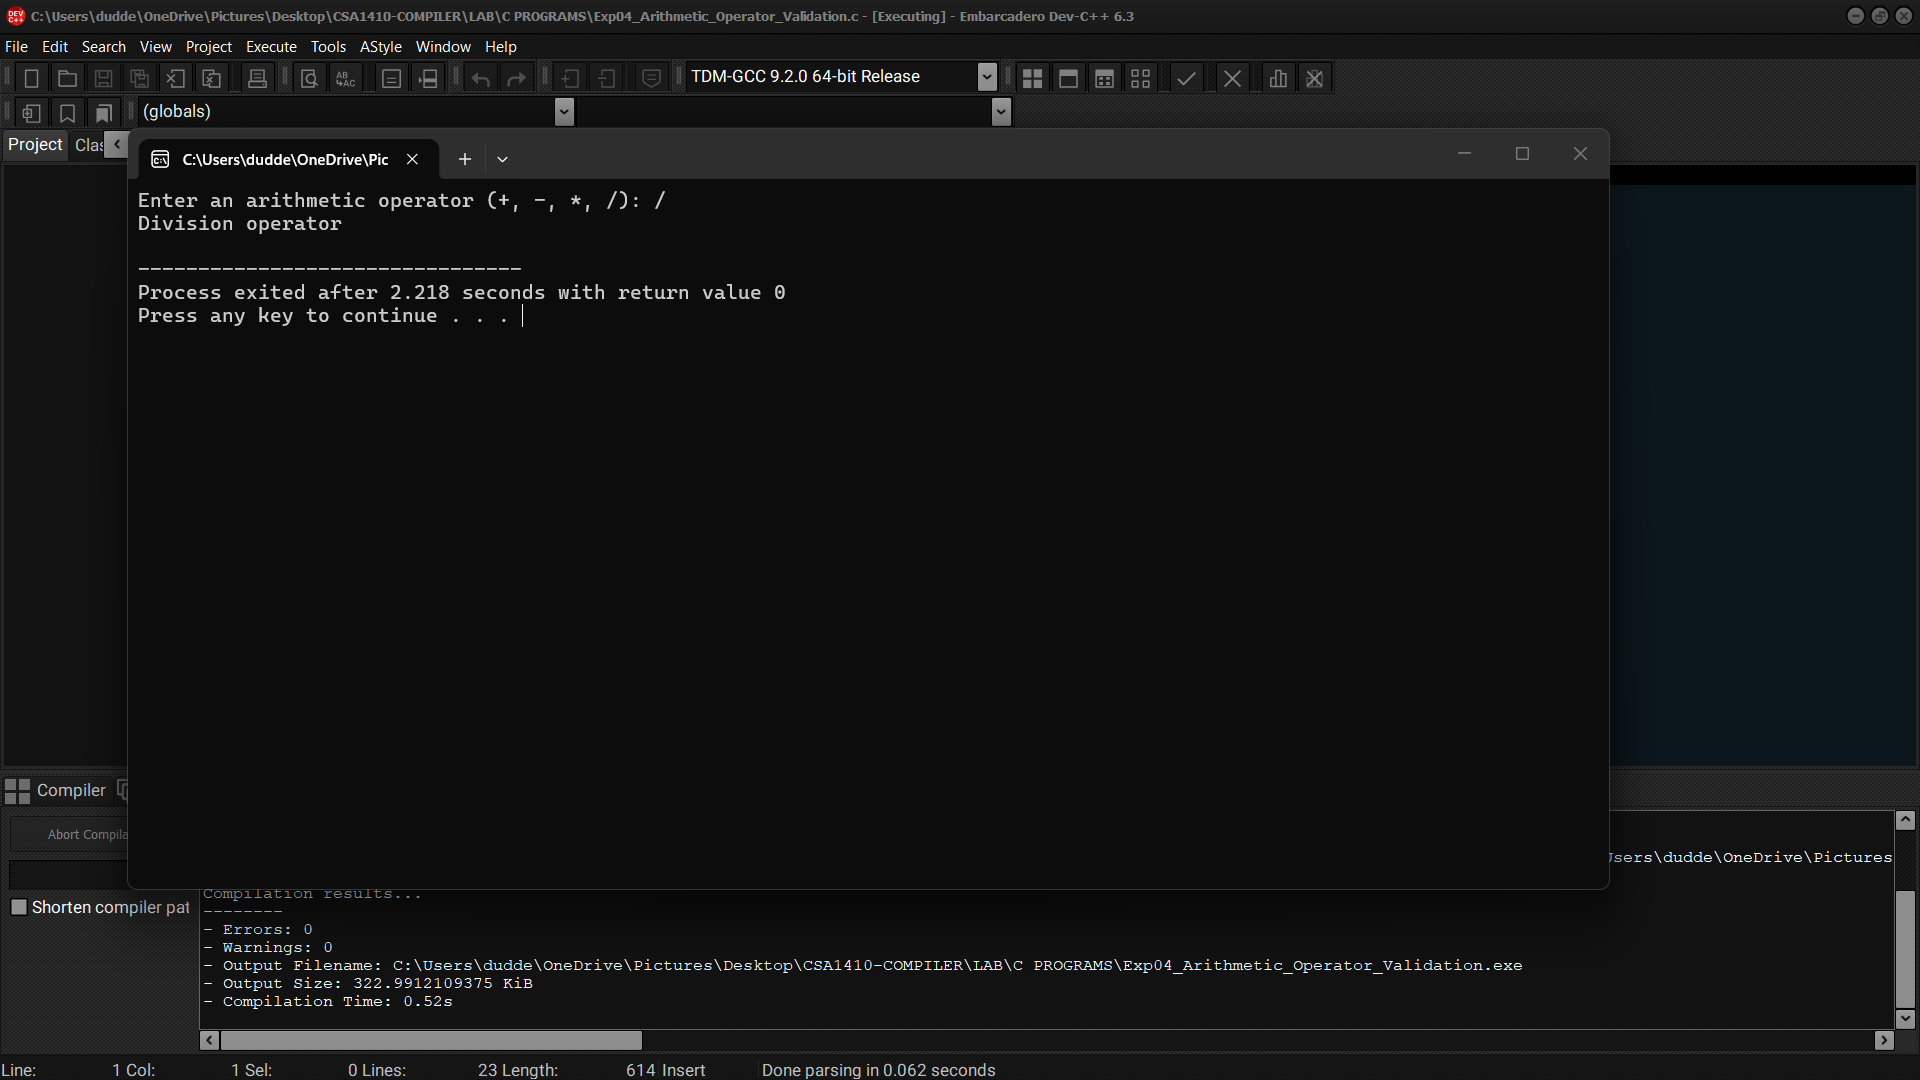 C:\Users\dudde\OneDrive\Pictures\Desktop\CSA1410-COMPILER\LAB\C PROGRAMS\Exp04_Arithmetic_Operator_Validation.c - [Executing] - Embarcadero Dev-C++ 6.3
File Edit Search View Project Execute Tools AStyle Window Help
TDM-GCC 9.2.0 64-bit Release
(globals)
Project Clas
C:\Users\dudde\OneDrive\Pic
Enter an arithmetic operator (+, -, *, /): /
Division operator
--------------------------------
Process exited after 2.218 seconds with return value 0
Press any key to continue . . .
Compiler
Abort Compila
Users\dudde\OneDrive\Pictures
Shorten compiler pat
Compilation results...
--------
- Errors: 0
- Warnings: 0
- Output Filename: C:\Users\dudde\OneDrive\Pictures\Desktop\CSA1410-COMPILER\LAB\C PROGRAMS\Exp04_Arithmetic_Operator_Validation.exe
- Output Size: 322.9912109375 KiB
- Compilation Time: 0.52s
Line: 1 Col: 1 Sel: 0 Lines: 23 Length: 614 Insert Done parsing in 0.062 seconds